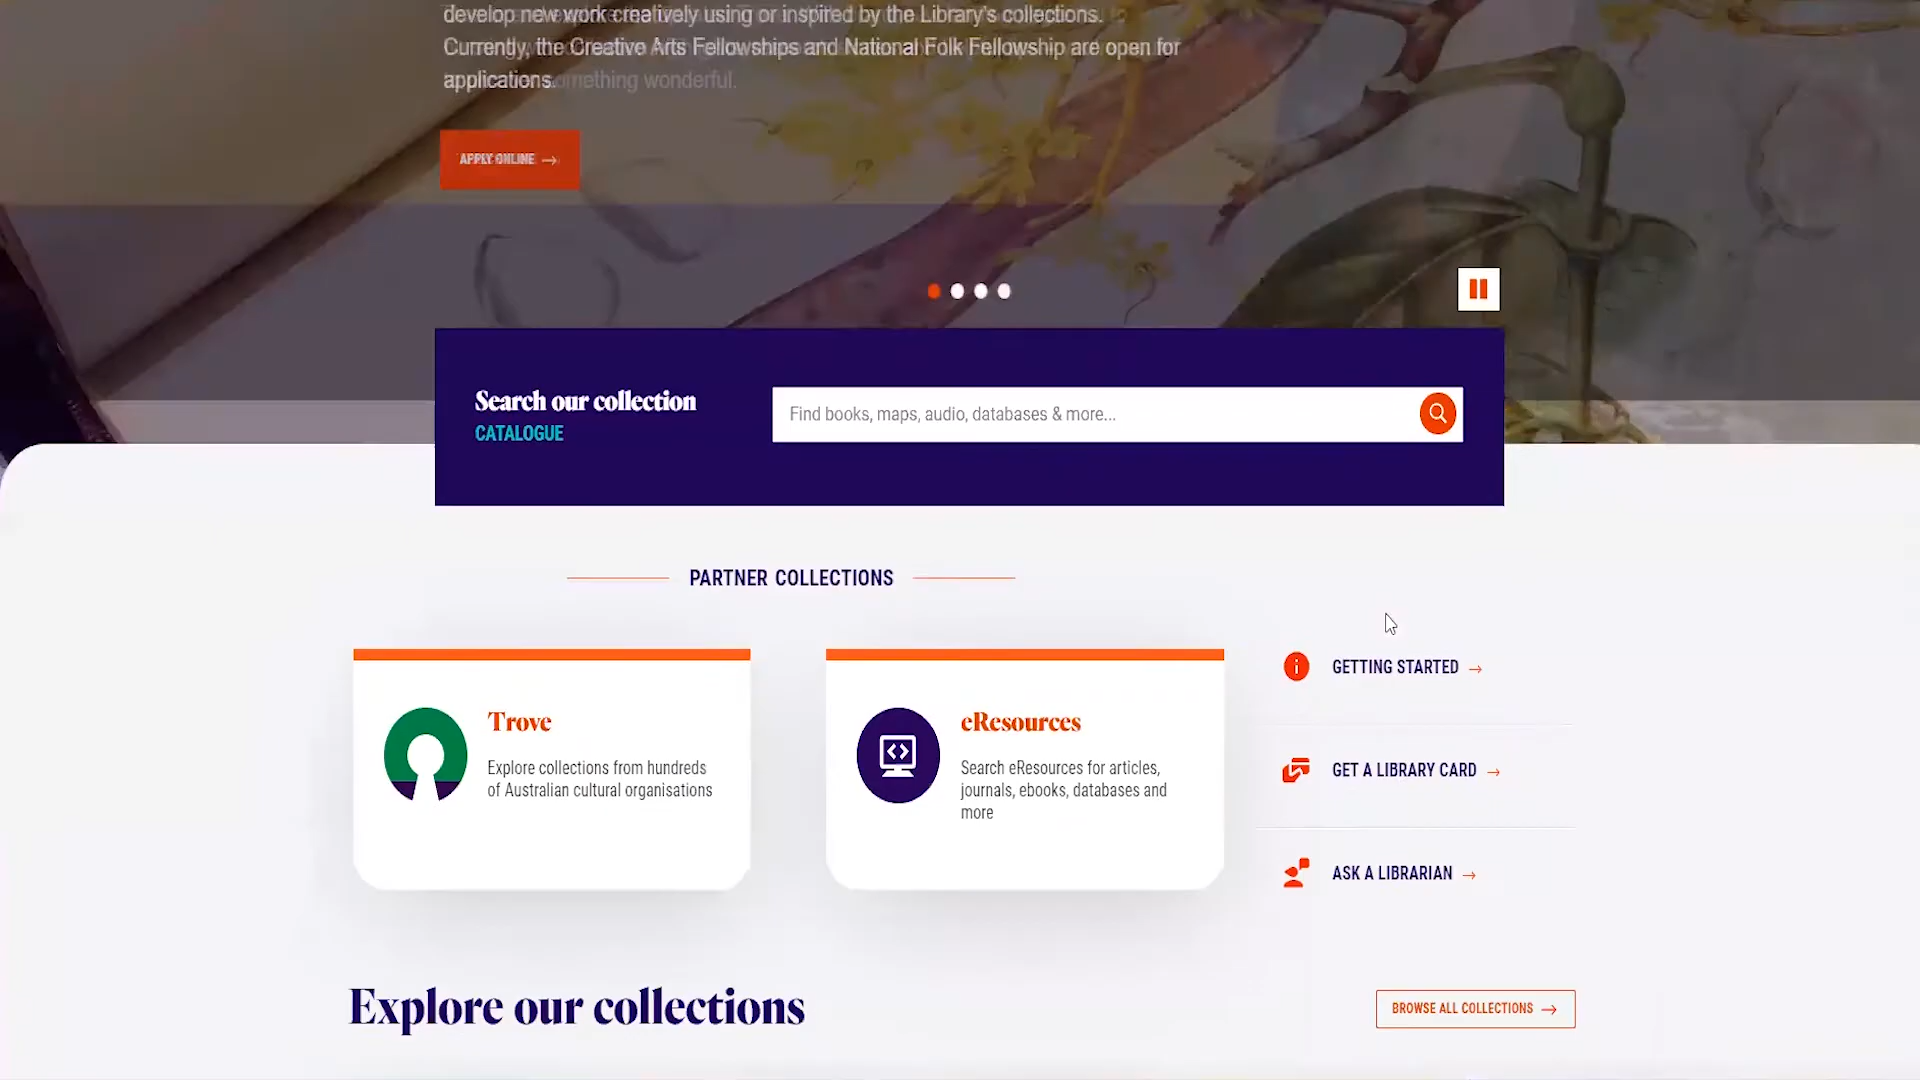 develop new work creatively using or inspired by the Library's collections.
Currently, the Creative Arts Fellowships and National Folk Fellowship are open for
applications.
something wonderful.
APPLY ONLINE →
Search our collection
CATALOGUE
Find books, maps, audio, databases & more...
PARTNER COLLECTIONS
Trove
Explore collections from hundreds
of Australian cultural organisations
eResources
Search eResources for articles,
journals, ebooks, databases and
more
GETTING STARTED →
GET A LIBRARY CARD →
ASK A LIBRARIAN →
Explore our collections
BROWSE ALL COLLECTIONS →